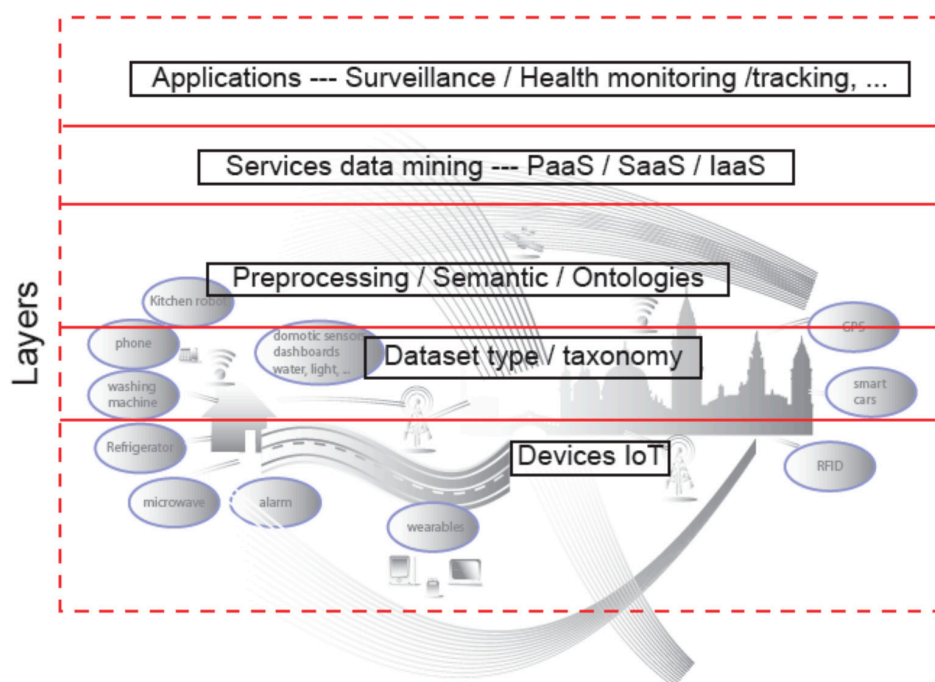 Applications --- Surveillance / Health monitoring /tracking, ...
Services data mining --- PaaS / SaaS / IaaS
Preprocessing / Semantic / Ontologies
Layers
Kitchen robot
phone
domotic sensors
dashboards
water, light, ..
Dataset type / taxonomy
GPS
washing
machine
smart
cars
Refrigerator
Devices IoT
RFID
microwave
alarm
wearables